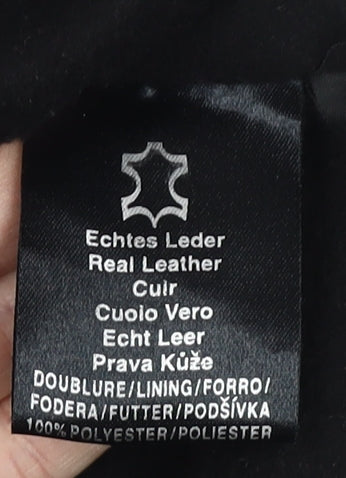 Echtes Leder
Real Leather
Cuir
Cuoio Vero
Echt Leer
Prava Kůže
DOUBLURE/LINING/FORRO/
FODERA/FUTTER/PODŠÍVKA
100% POLYESTER/POLIESTER